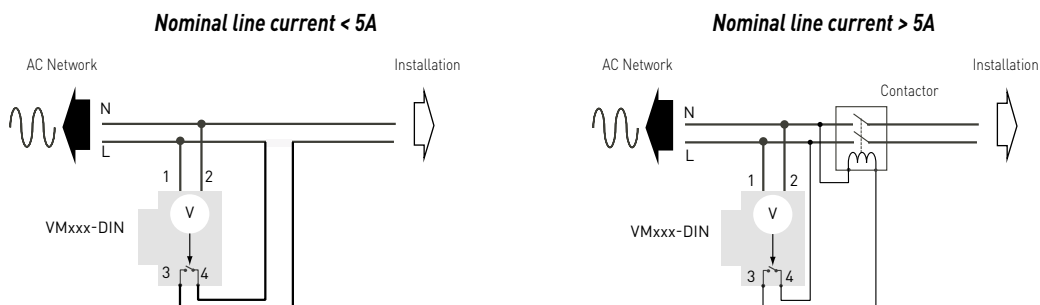 Nominal line current < 5A
AC Network
Installation
N
L
1 2
V
VMxxx-DIN
3 4
Nominal line current > 5A
AC Network
Installation
Contactor
N
L
1 2
V
VMxxx-DIN
3 4